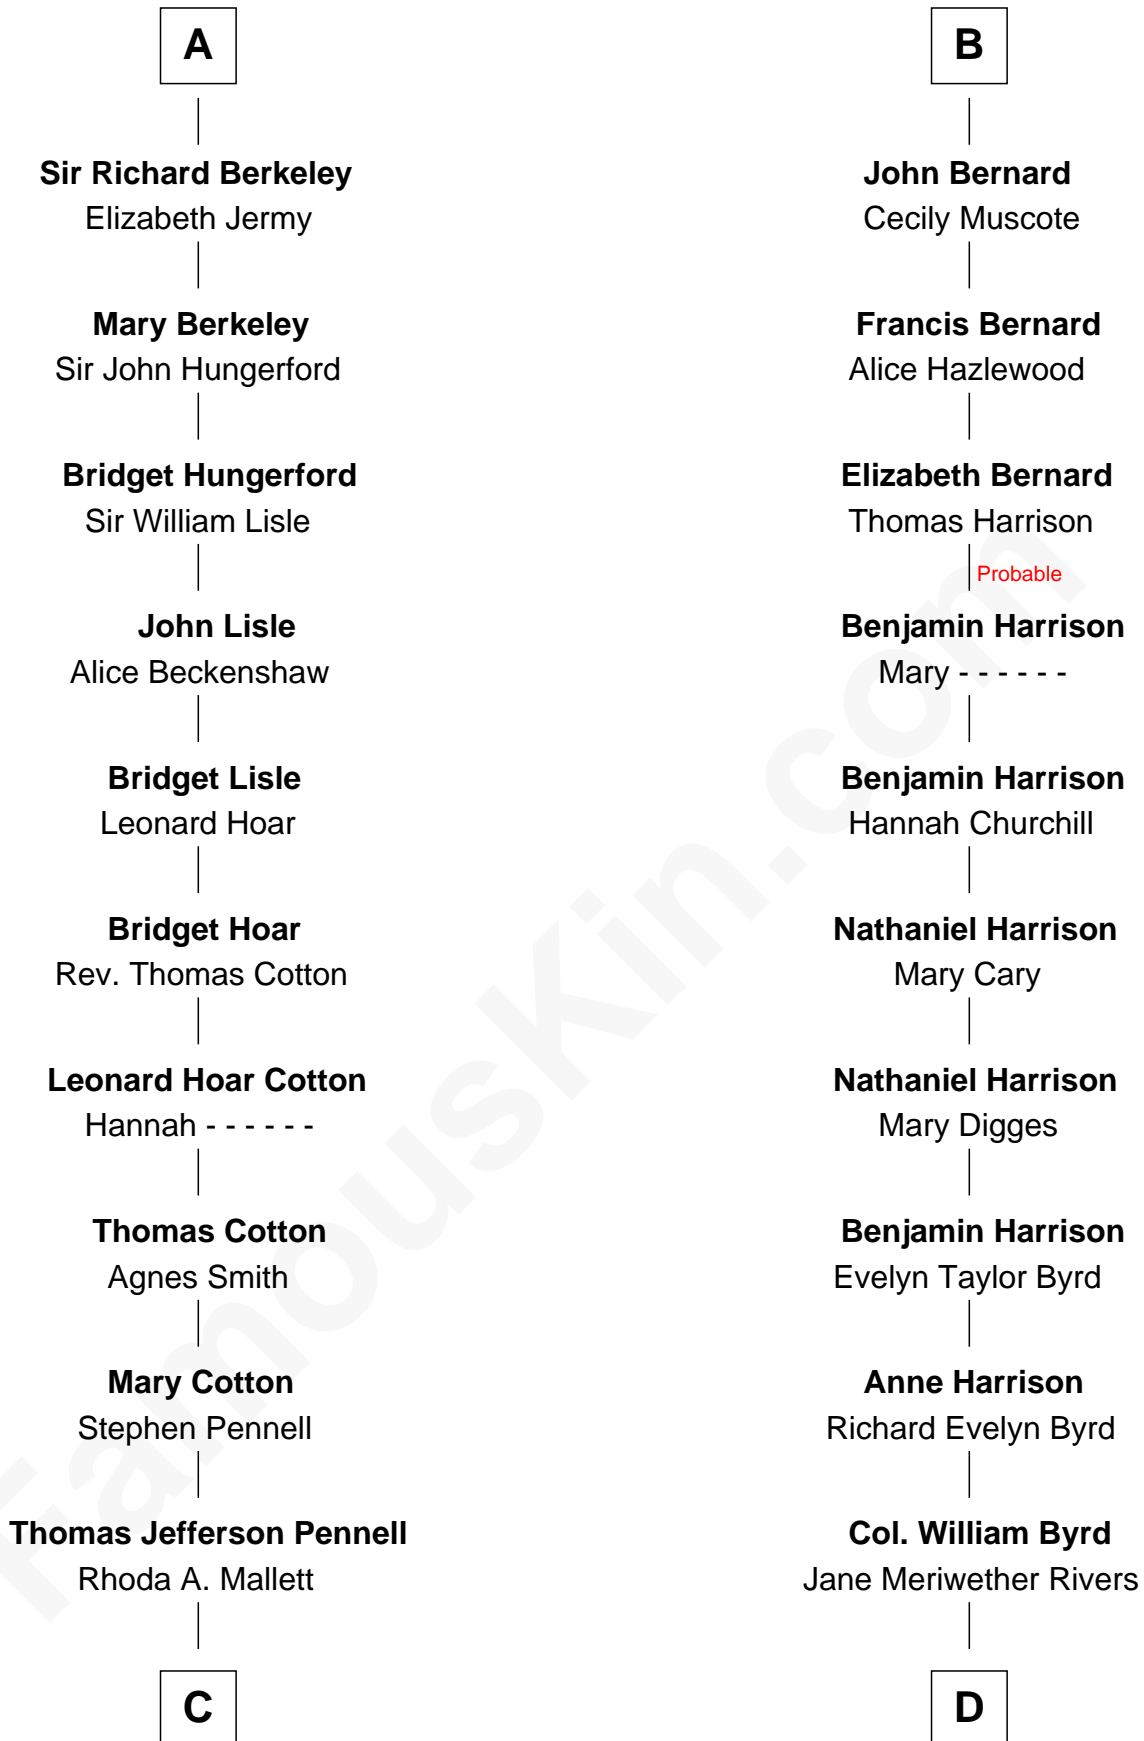 A
Sir Richard Berkeley
Elizabeth Jermy
Mary Berkeley
Sir John Hungerford
Bridget Hungerford
Sir William Lisle
John Lisle
Alice Beckenshaw
Bridget Lisle
Leonard Hoar
Bridget Hoar
Rev. Thomas Cotton
Leonard Hoar Cotton
Hannah - - - - - -
Thomas Cotton
Agnes Smith
Mary Cotton
Stephen Pennell
Thomas Jefferson Pennell
Rhoda A. Mallett
C
B
John Bernard
Cecily Muscote
Francis Bernard
Alice Hazlewood
Elizabeth Bernard
Thomas Harrison
Probable
Benjamin Harrison
Mary - - - - - -
Benjamin Harrison
Hannah Churchill
Nathaniel Harrison
Mary Cary
Nathaniel Harrison
Mary Digges
Benjamin Harrison
Evelyn Taylor Byrd
Anne Harrison
Richard Evelyn Byrd
Col. William Byrd
Jane Meriwether Rivers
D
FamousKin.com